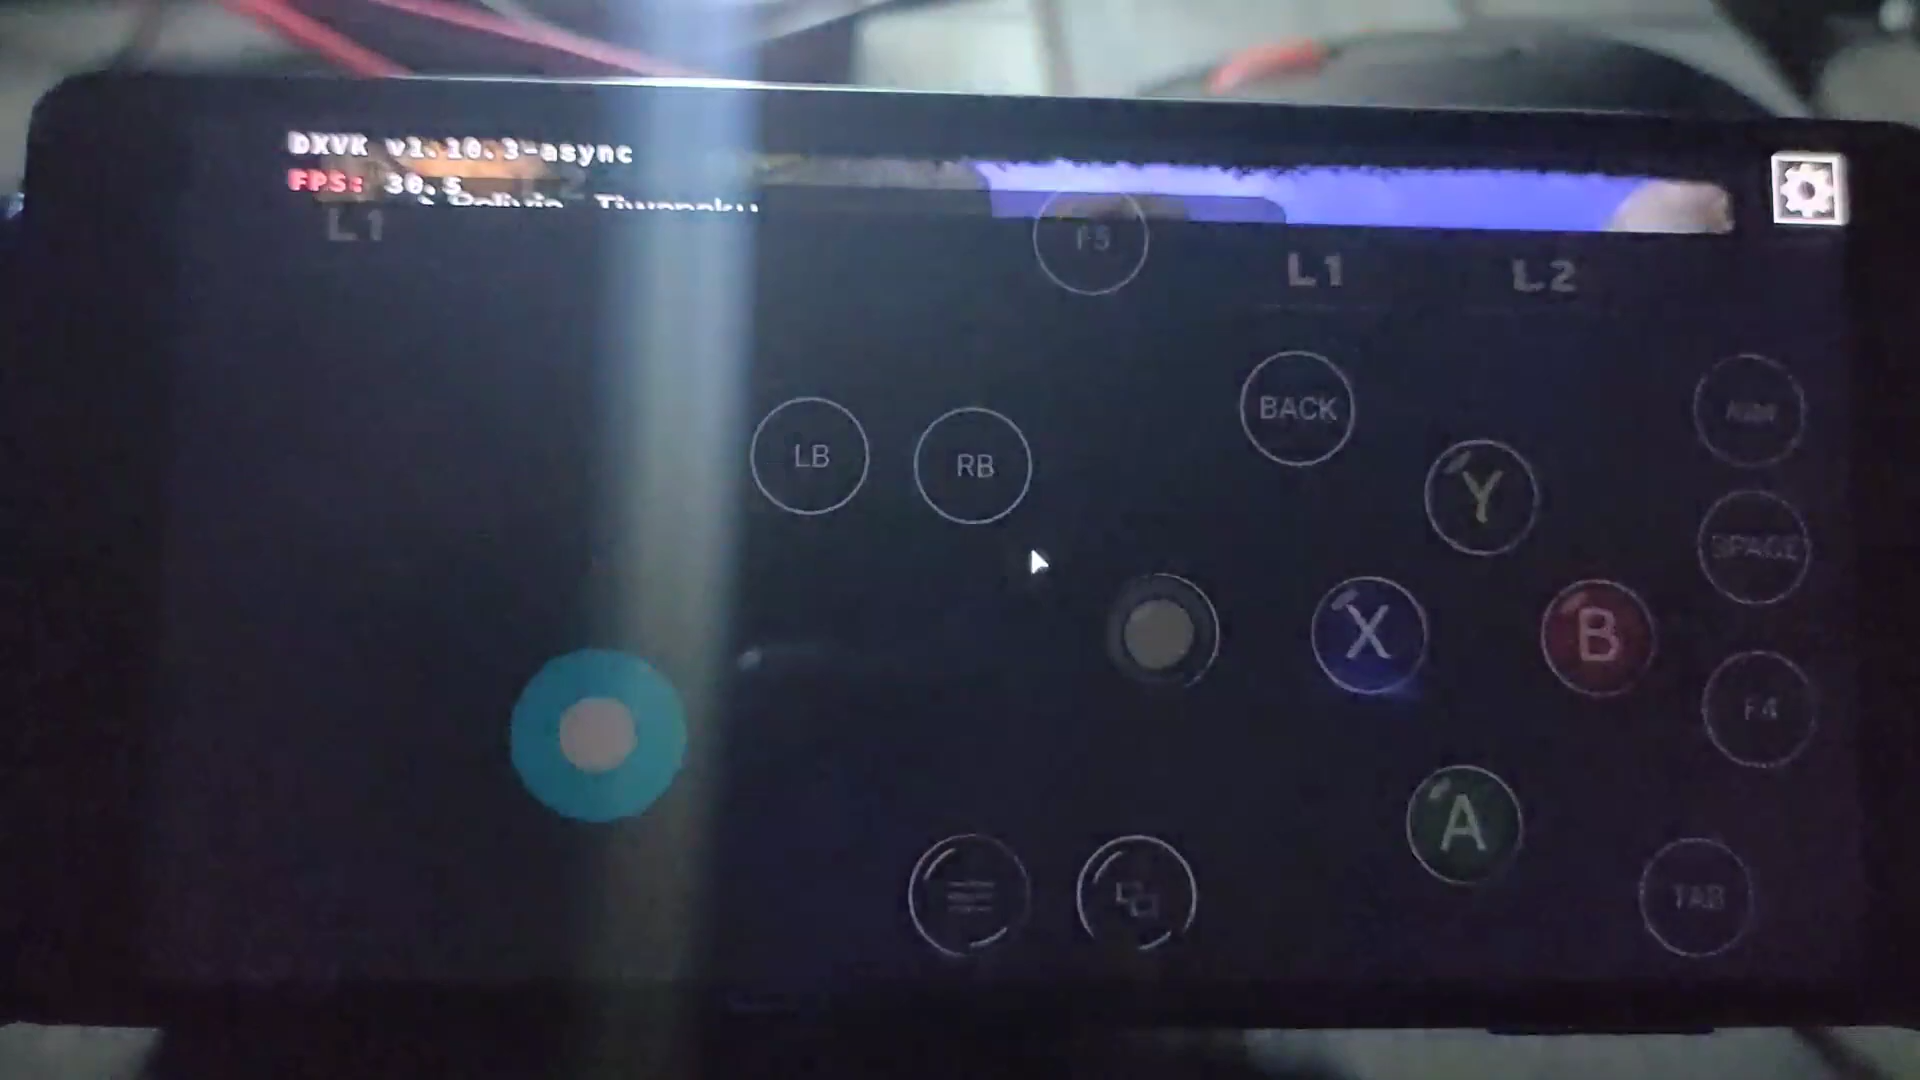 DXVK v1.10.3-async
FPS: 30.5
L1
F5
L1
L2
BACK
LB
RB
Y
SPACE
X
B
F4
A
TAB